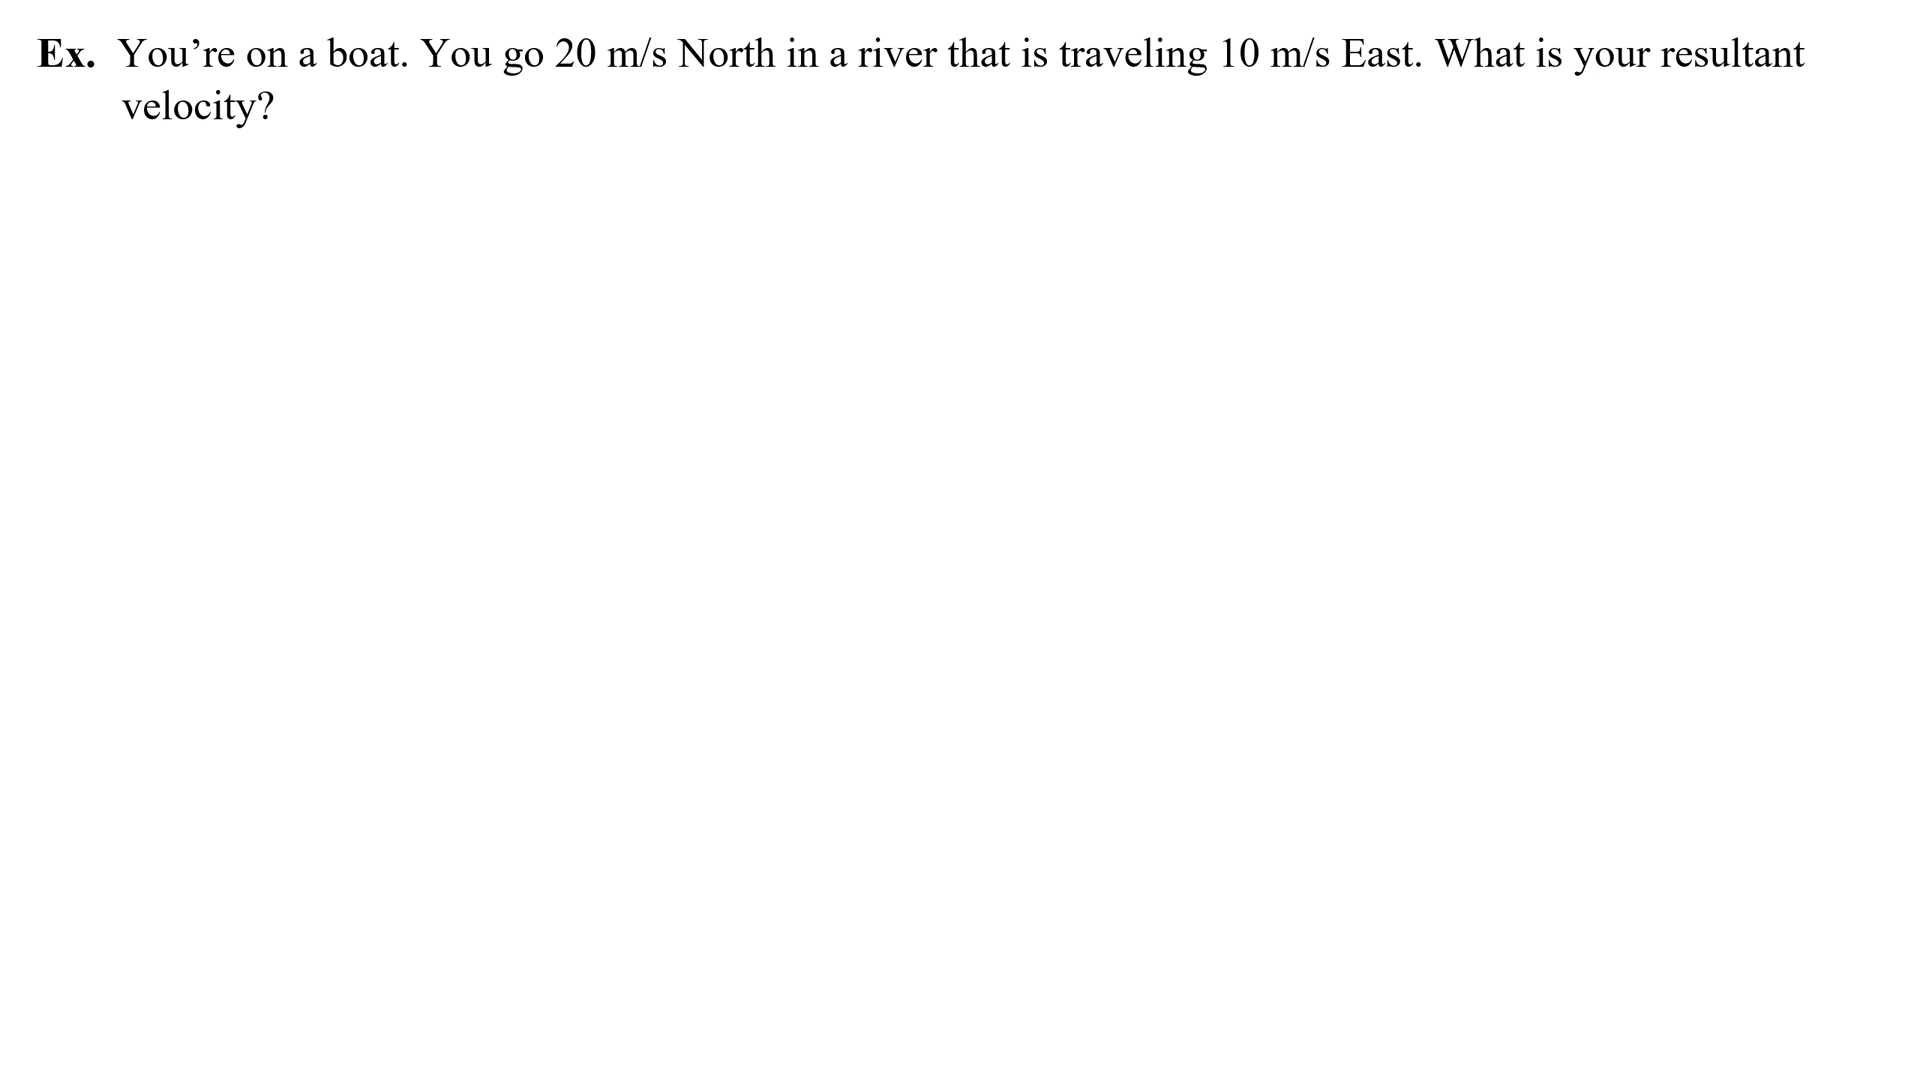 Ex. You’re on a boat. You go 20 m/s North in a river that is traveling 10 m/s East. What is your resultant
velocity?